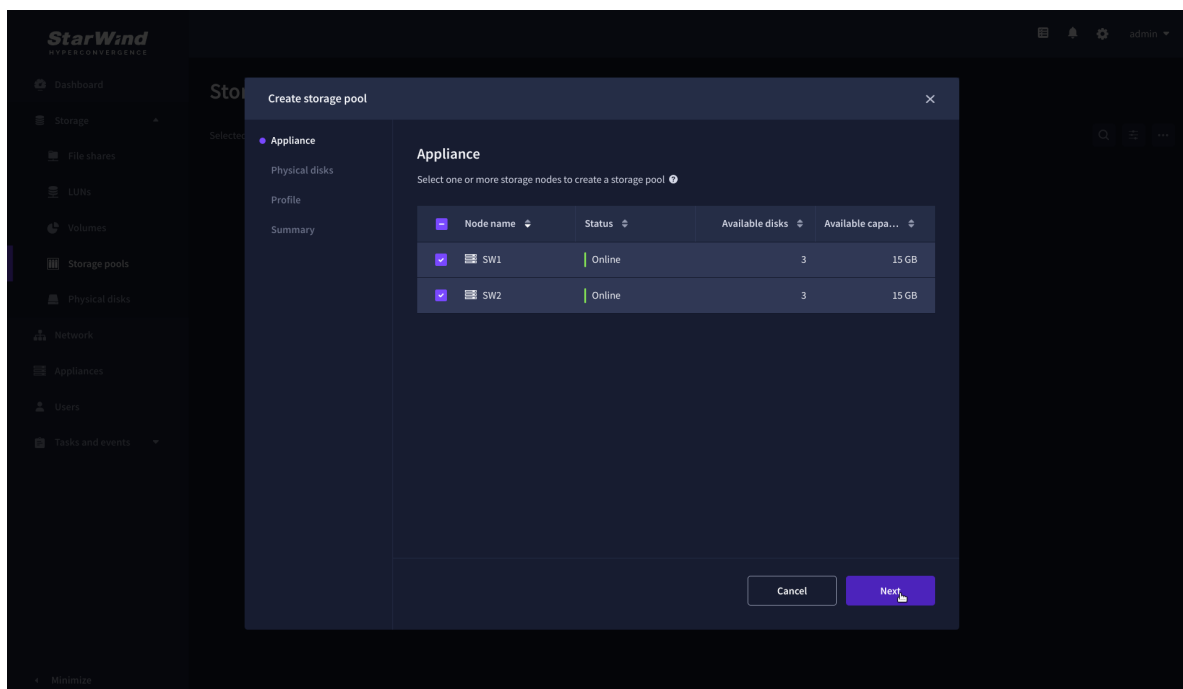 StarWind
HYPERCONVERGENCE
admin
Dashboard
Stor
Storage
Selected
File shares
LUNs
Volumes
Storage pools
Physical disks
Network
Appliances
Users
Tasks and events
Minimize
Create storage pool
Appliance
Physical disks
Profile
Summary
Appliance
Select one or more storage nodes to create a storage pool
Node name Status Available disks Available capa...
SW1 Online 3 15 GB
SW2 Online 3 15 GB
Cancel Next